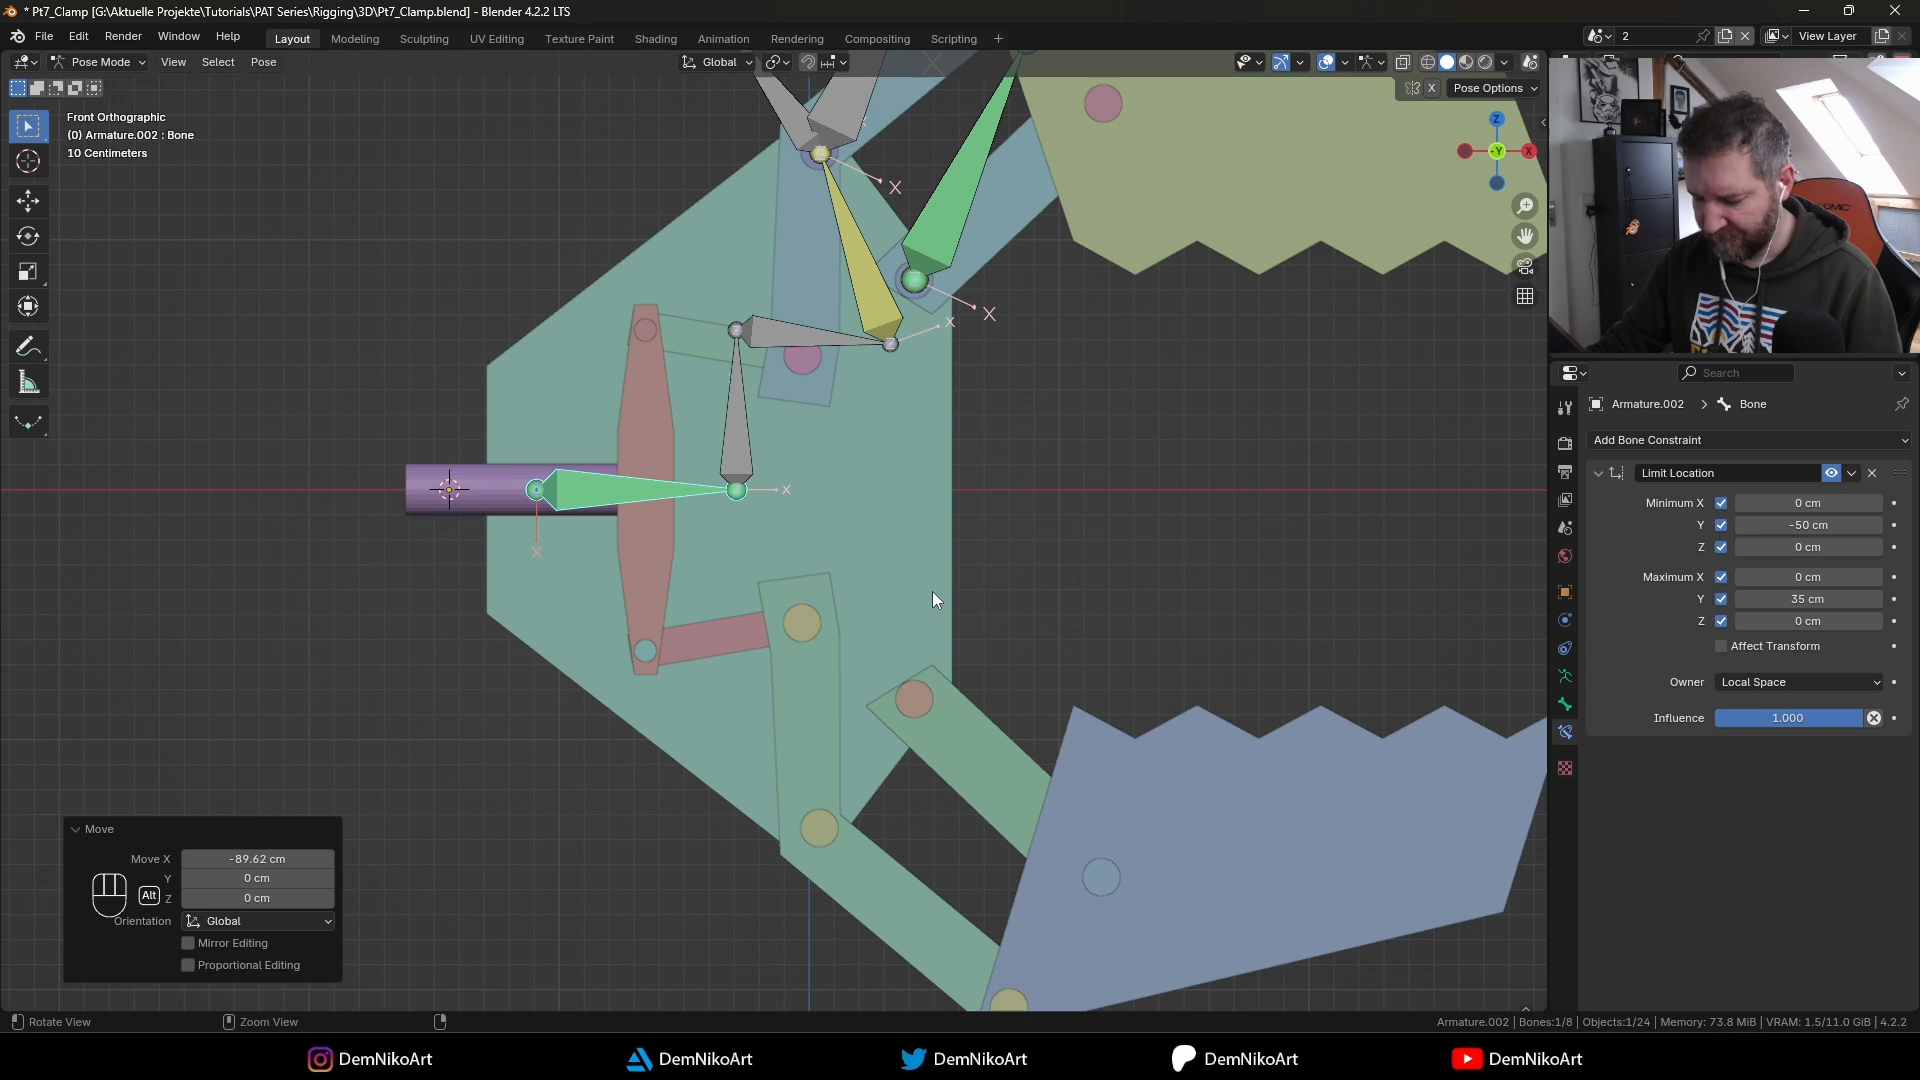 * Pt7_Clamp [G:\Aktuelle Projekte\Tutorials\PAT Series\Rigging\3D\Pt7_Clamp.blend] - Blender 4.2.2 LTS
File Edit Render Window Help Layout Modeling Sculpting UV Editing Texture Paint Shading Animation Rendering Compositing Scripting + 2 View Layer
Pose Mode View Select Pose Global
X Pose Options
Front Orthographic
(0) Armature.002 : Bone
10 Centimeters
Z
-Y X
X
X
X
X
X
Search
Armature.002 > Bone
Add Bone Constraint
Limit Location
Minimum X 0 cm
Y -50 cm
Z 0 cm
Maximum X 0 cm
Y 35 cm
Z 0 cm
Affect Transform
Owner Local Space
Influence 1.000
Move
Move X -89.62 cm
Y 0 cm
Alt Z 0 cm
Orientation Global
Mirror Editing
Proportional Editing
Rotate View Zoom View Armature.002 | Bones:1/8 | Objects:1/24 | Memory: 73.8 MiB | VRAM: 1.5/11.0 GiB | 4.2.2
DemNikoArt DemNikoArt DemNikoArt DemNikoArt DemNikoArt